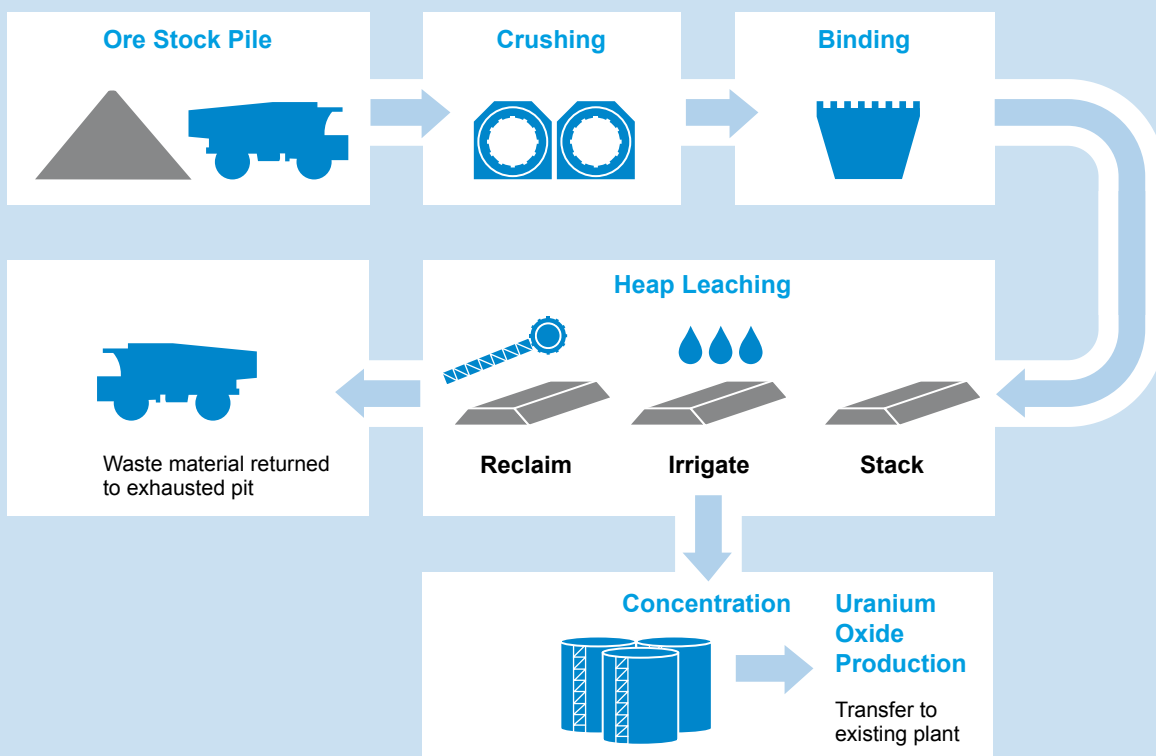 Ore Stock Pile
Crushing
Binding
Heap Leaching
Reclaim
Irrigate
Stack
Waste material returned
to exhausted pit
Concentration
Uranium
Oxide
Production
Transfer to
existing plant